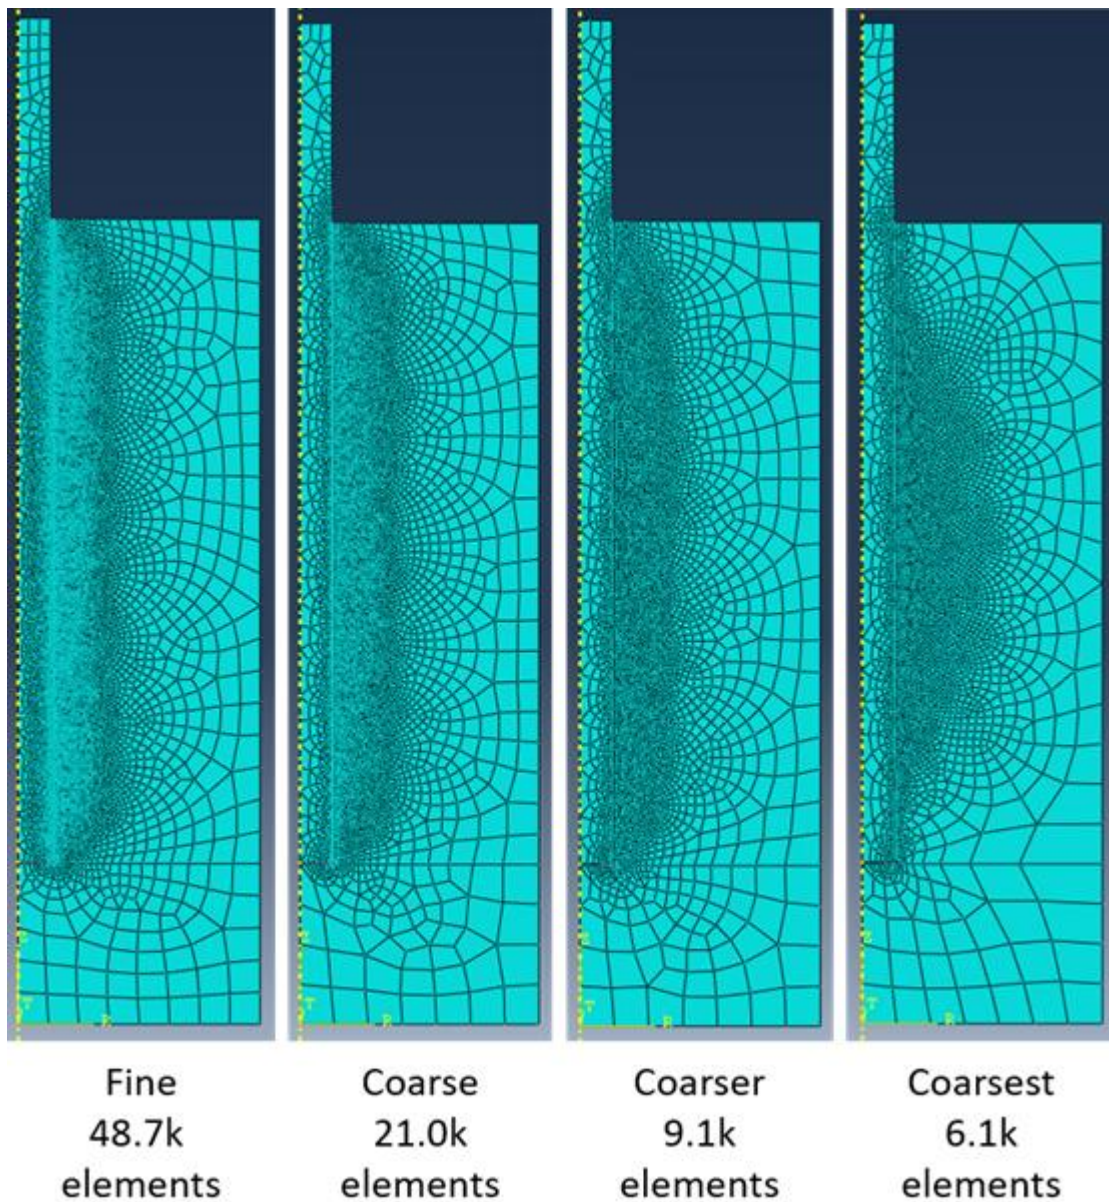 Fine
48.7k
elements
Coarse
21.0k
elements
Coarser
9.1k
elements
Coarsest
6.1k
elements